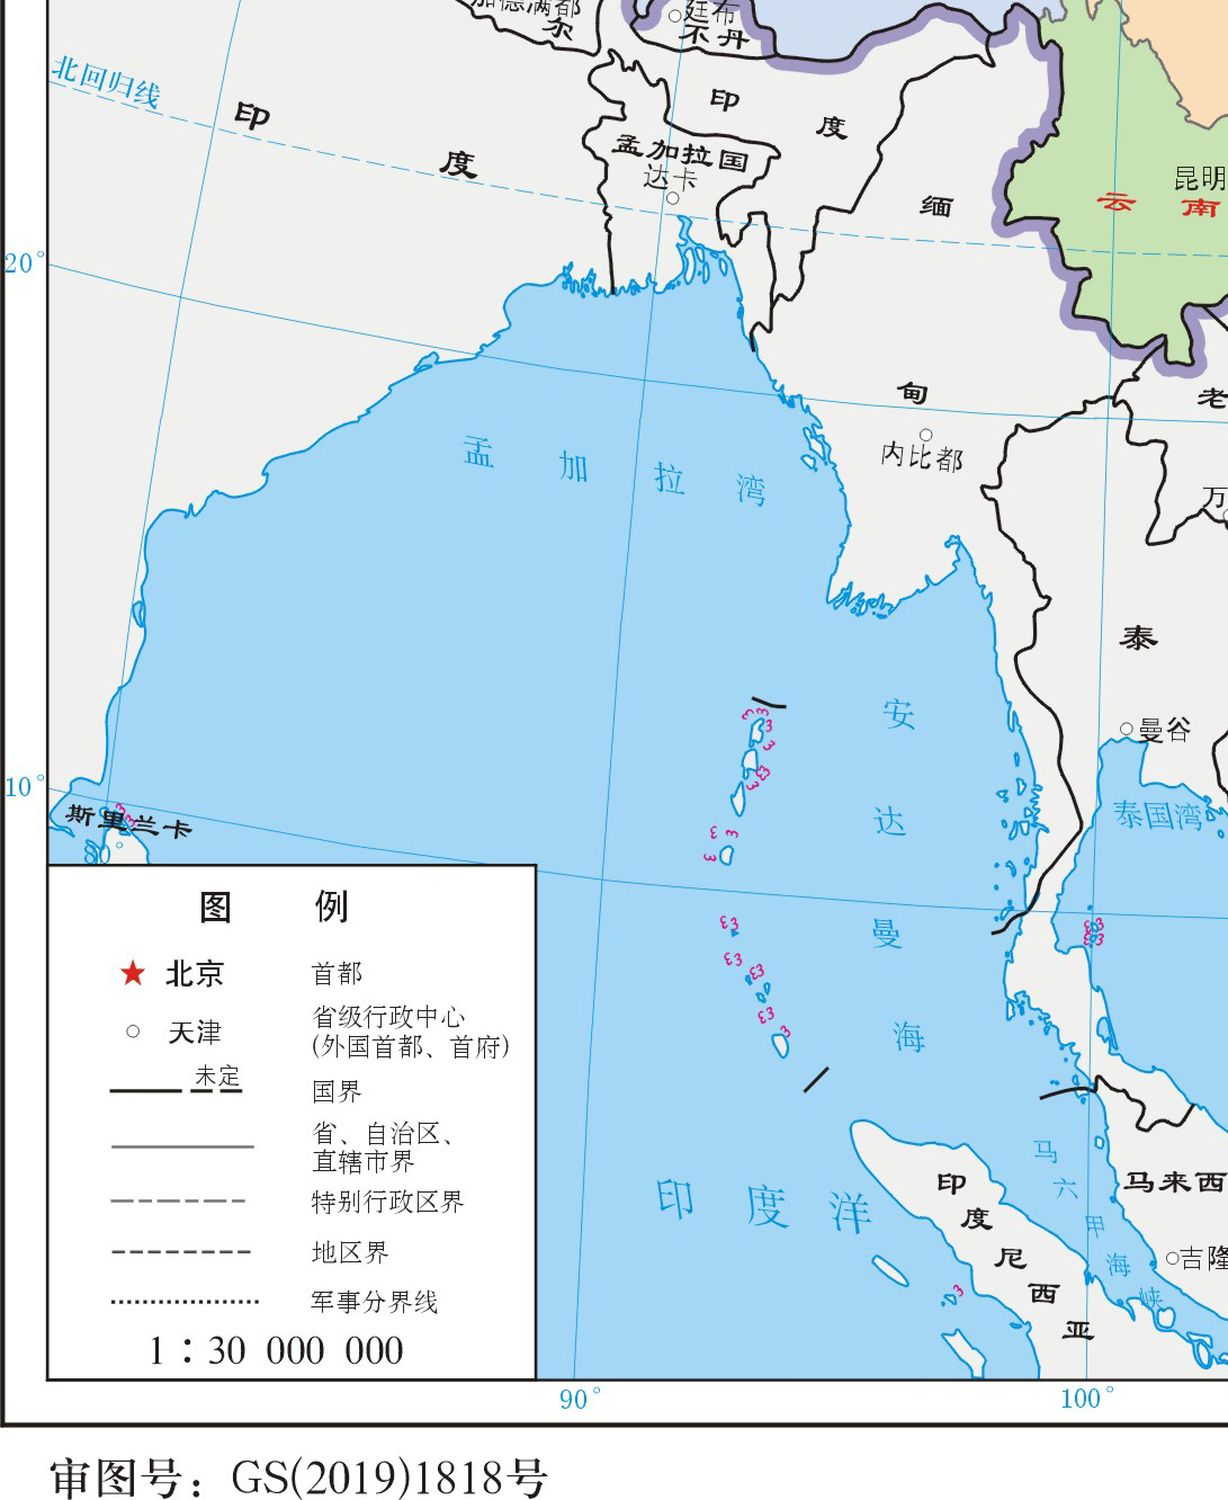 加德满都
尔
廷布
不丹
北回归线
印度
印度
孟加拉国
达卡
缅甸
昆明
云南
20°
老
内比都
孟加拉湾
万
泰
曼谷
安达曼海
泰国湾
10°
斯里兰卡
图例
北京 首都
天津 省级行政中心
(外国首都、首府)
未定
国界
省、自治区、
直辖市界
特别行政区界
地区界
军事分界线
1：30 000 000
印度洋
马六甲海峡
马来西
吉隆
印度尼西亚
90°
100°
审图号：GS(2019)1818号